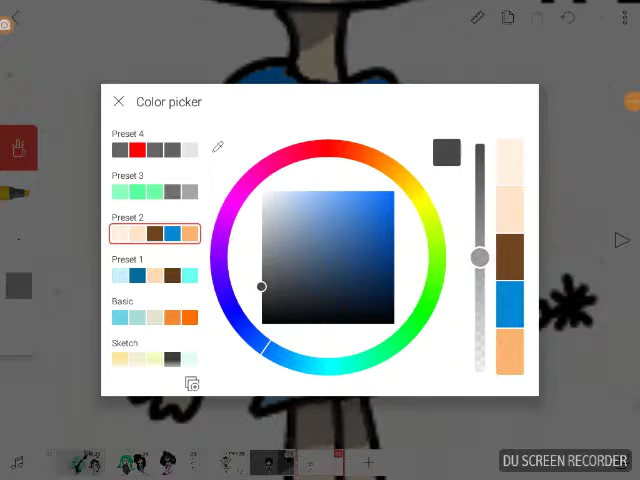 Color picker
Preset 4
Preset 3
Preset 2
Preset 1
Basic
Sketch
DU SCREEN RECORDER